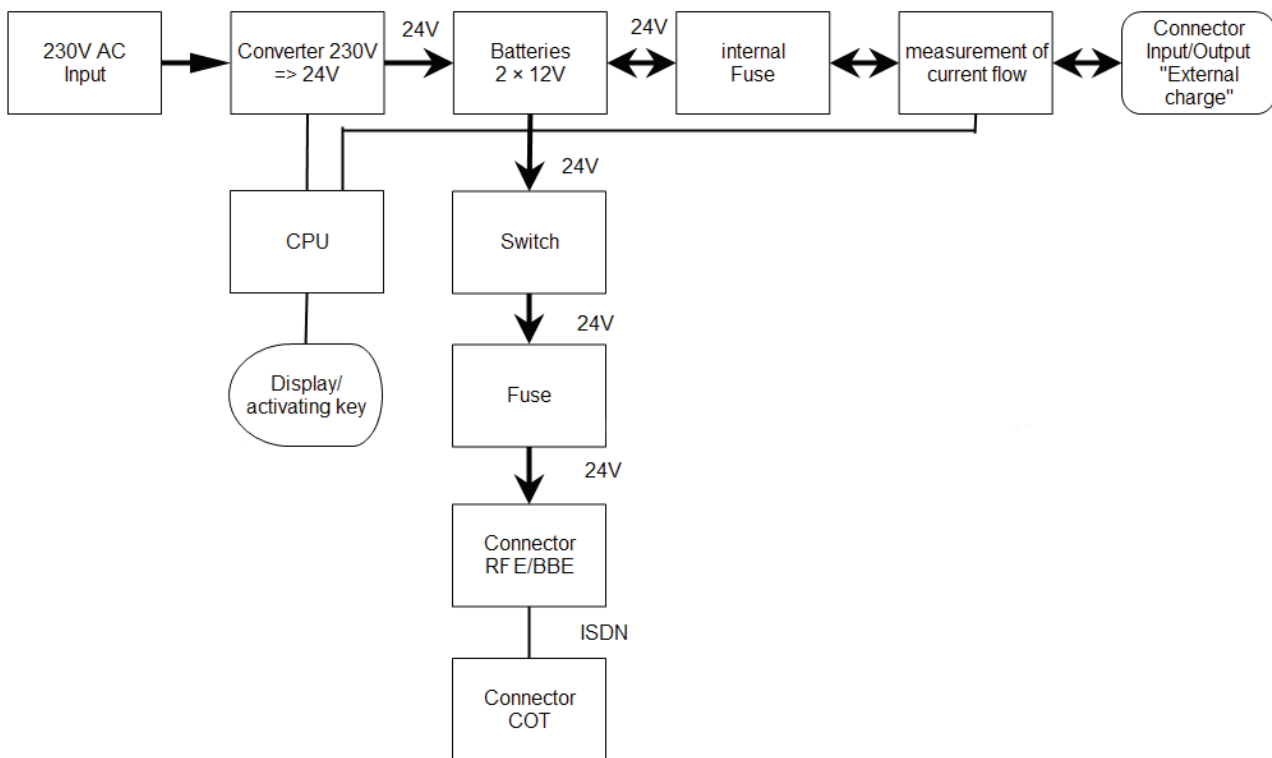 230V AC
Input
Converter 230V
=> 24V
24V
Batteries
2 × 12V
24V
internal
Fuse
measurement of
current flow
Connector
Input/Output
"External
charge"
24V
CPU
Switch
24V
Display/
activating key
Fuse
24V
Connector
RFE/BBE
ISDN
Connector
COT